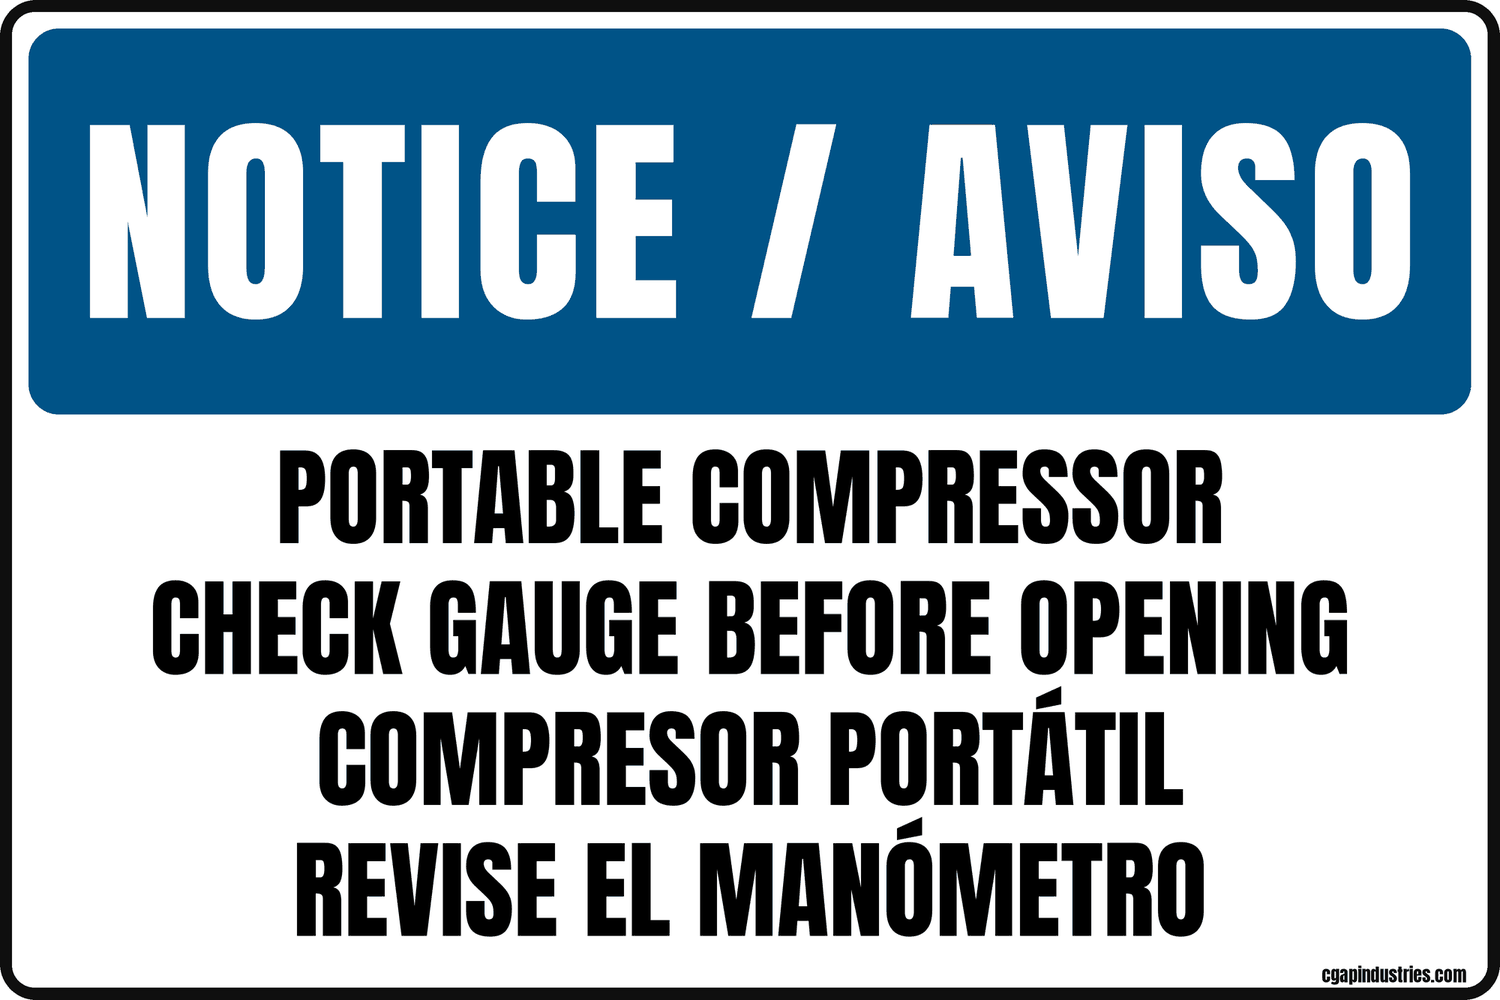 NOTICE / AVISO
PORTABLE COMPRESSOR
CHECK GAUGE BEFORE OPENING
COMPRESOR PORTÁTIL
REVISE EL MANÓMETRO
cgapindustries.com